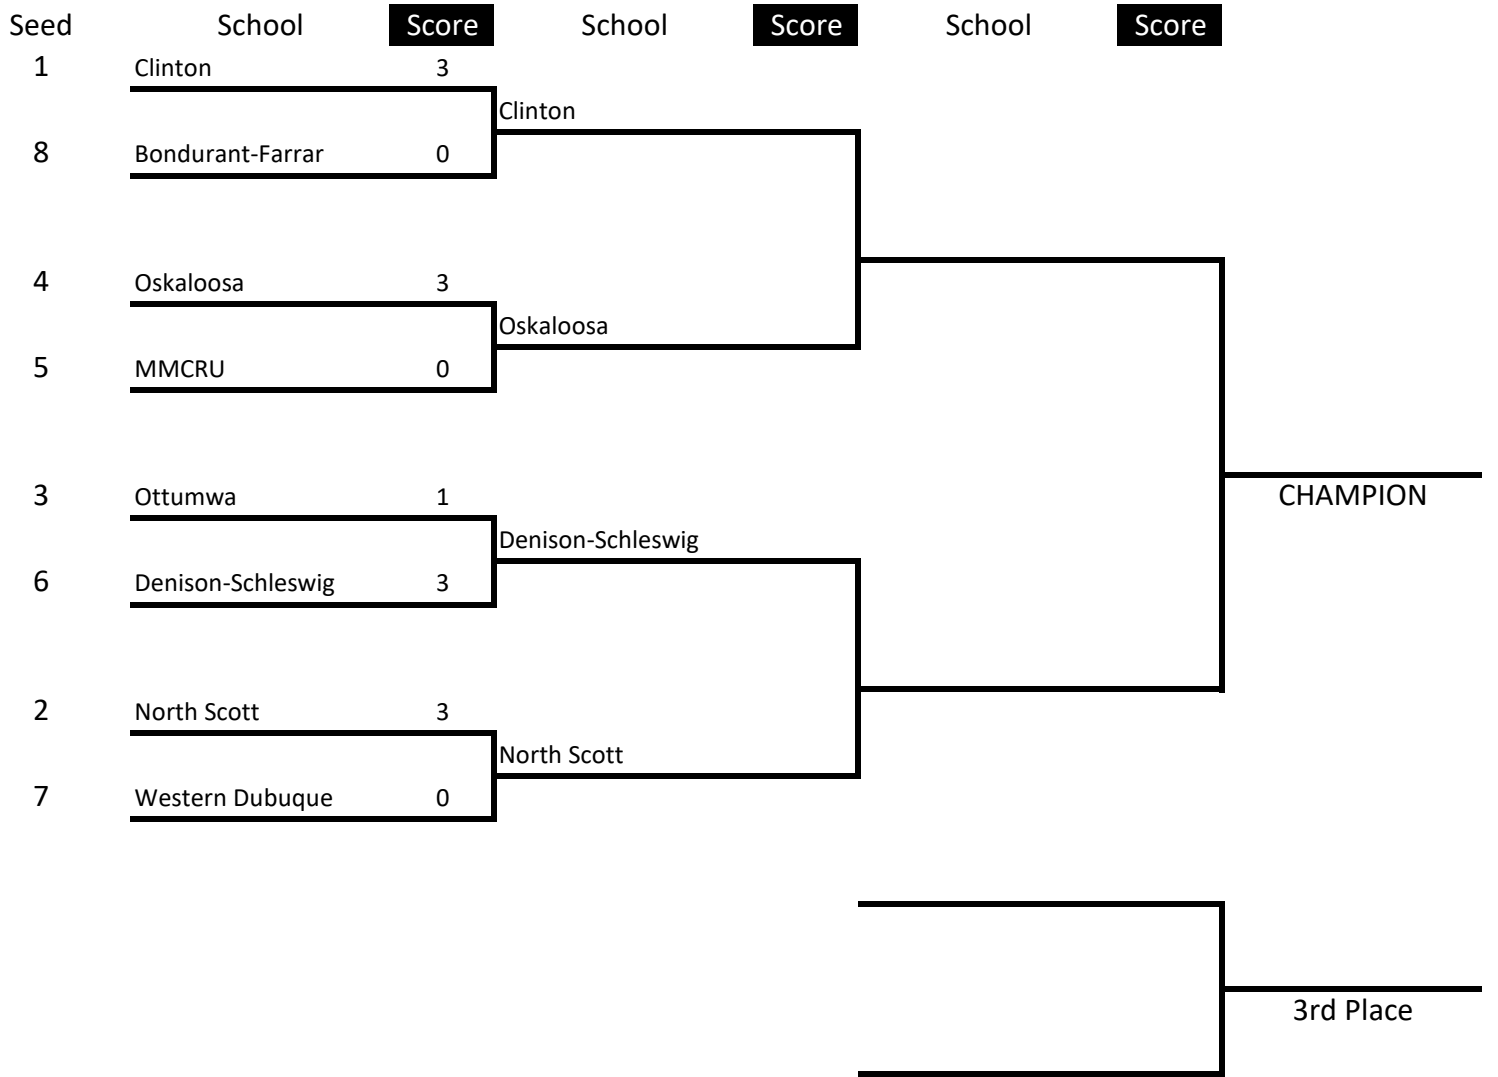 Seed School Score School Score School Score
1 Clinton 3
Clinton
8 Bondurant-Farrar 0
4 Oskaloosa 3
Oskaloosa
5 MMCRU 0
3 Ottumwa 1
CHAMPION
Denison-Schleswig
6 Denison-Schleswig 3
2 North Scott 3
North Scott
7 Western Dubuque 0
3rd Place